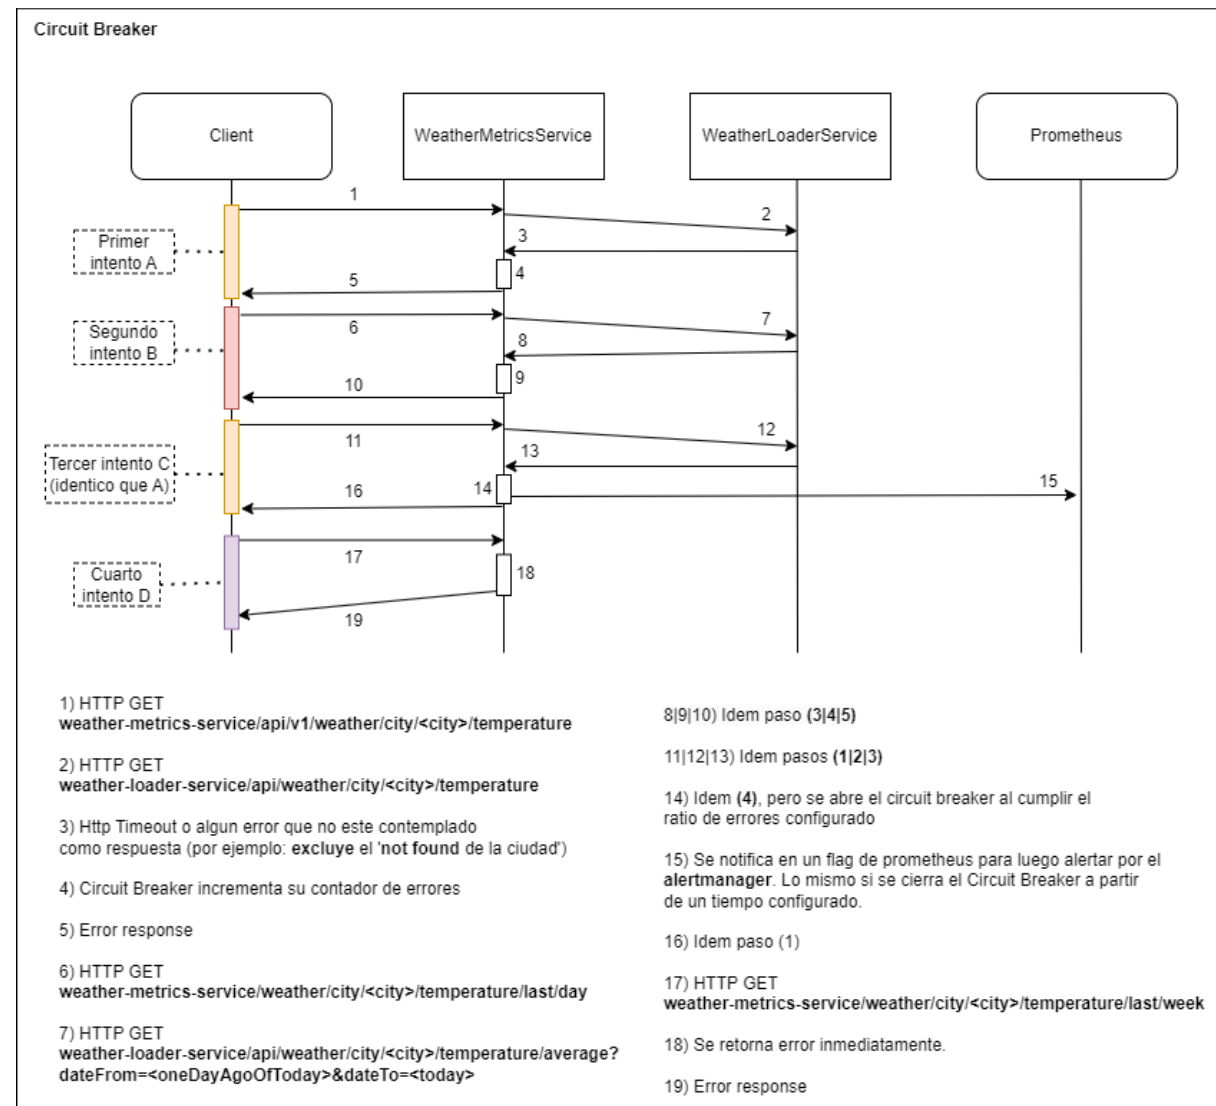 Circuit Breaker
Client
WeatherMetricsService
WeatherLoaderService
Prometheus
1
2
3
Primer
intento A
4
5
6
7
Segundo
intento B
8
9
10
11
12
13
Tercer intento C
(identico que A)
14
15
16
17
18
Cuarto
intento D
19
1) HTTP GET
weather-metrics-service/api/v1/weather/city/<city>/temperature
2) HTTP GET
weather-loader-service/api/weather/city/<city>/temperature
3) Http Timeout o algun error que no este contemplado
como respuesta (por ejemplo: excluye el 'not found de la ciudad')
4) Circuit Breaker incrementa su contador de errores
5) Error response
6) HTTP GET
weather-metrics-service/weather/city/<city>/temperature/last/day
7) HTTP GET
weather-loader-service/api/weather/city/<city>/temperature/average?
dateFrom=<oneDayAgoOfToday>&dateTo=<today>
8|9|10) Idem paso (3|4|5)
11|12|13) Idem pasos (1|2|3)
14) Idem (4), pero se abre el circuit breaker al cumplir el
ratio de errores configurado
15) Se notifica en un flag de prometheus para luego alertar por el
alertmanager. Lo mismo si se cierra el Circuit Breaker a partir
de un tiempo configurado.
16) Idem paso (1)
17) HTTP GET
weather-metrics-service/weather/city/<city>/temperature/last/week
18) Se retorna error inmediatamente.
19) Error response